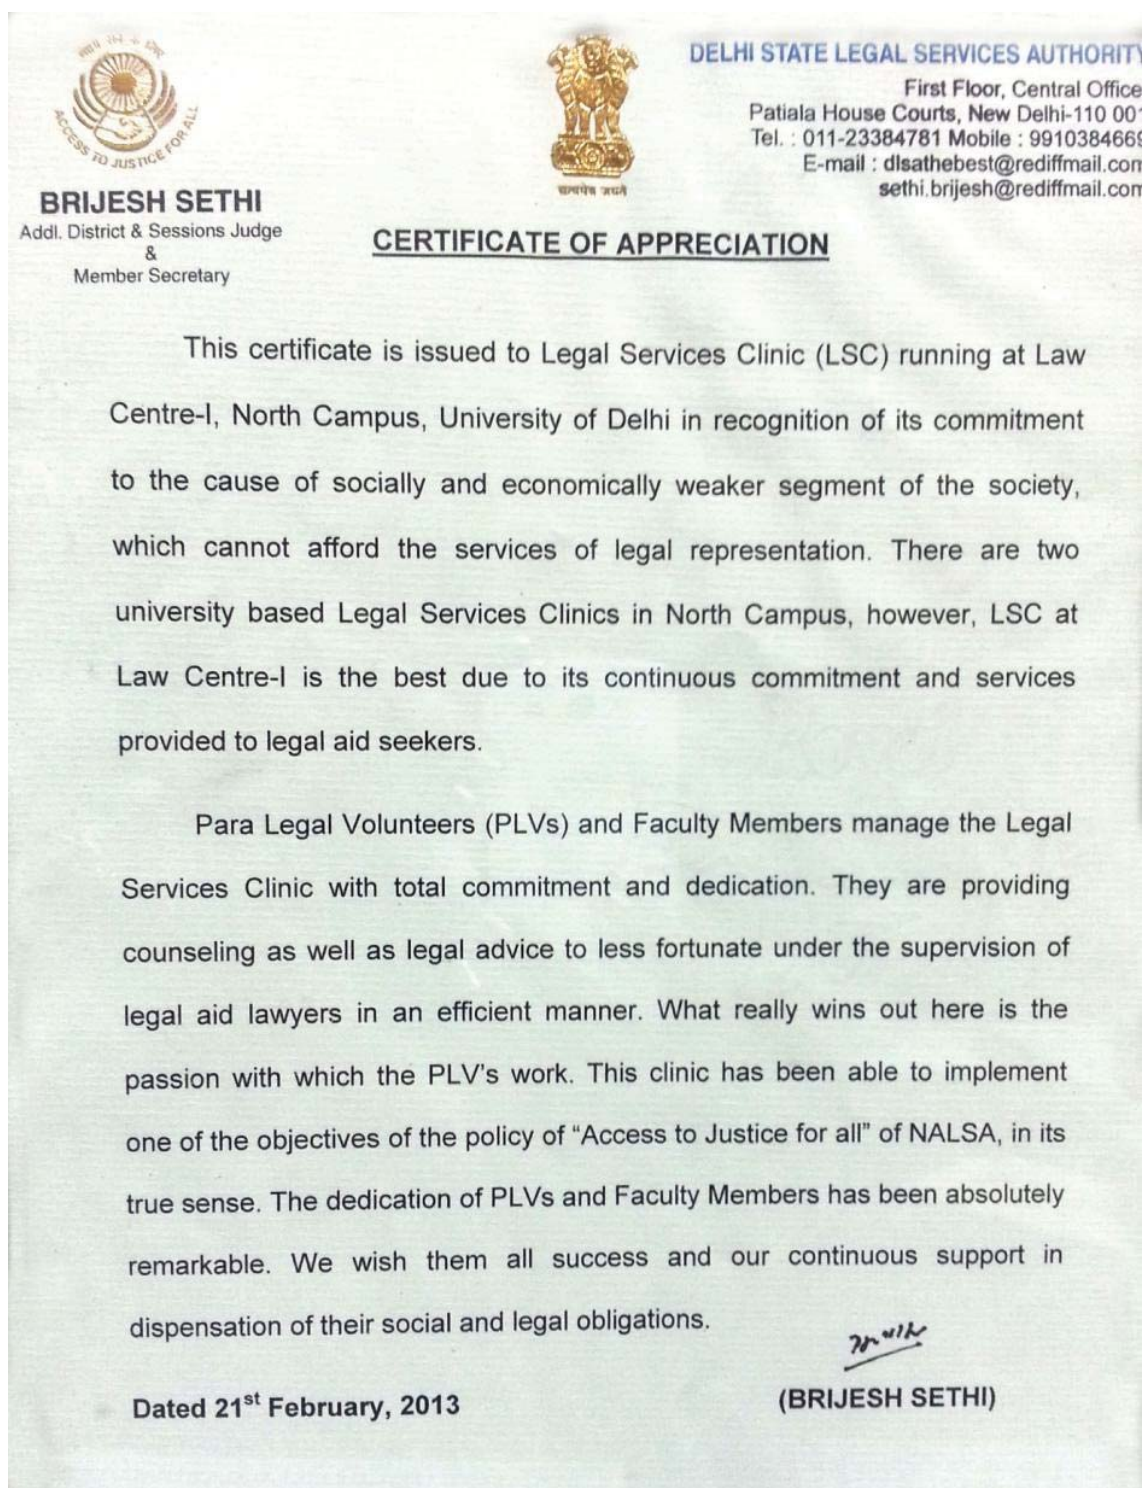 ACCESS TO JUSTICE FOR ALL
BRIJESH SETHI
Addl. District & Sessions Judge
&
Member Secretary
सत्यमेव जयते
DELHI STATE LEGAL SERVICES AUTHORITY
First Floor, Central Office
Patiala House Courts, New Delhi-110 001
Tel. : 011-23384781 Mobile : 9910384669
E-mail : dlsathebest@rediffmail.com
sethi.brijesh@rediffmail.com
CERTIFICATE OF APPRECIATION
This certificate is issued to Legal Services Clinic (LSC) running at Law
Centre-I, North Campus, University of Delhi in recognition of its commitment
to the cause of socially and economically weaker segment of the society,
which cannot afford the services of legal representation. There are two
university based Legal Services Clinics in North Campus, however, LSC at
Law Centre-I is the best due to its continuous commitment and services
provided to legal aid seekers.
Para Legal Volunteers (PLVs) and Faculty Members manage the Legal
Services Clinic with total commitment and dedication. They are providing
counseling as well as legal advice to less fortunate under the supervision of
legal aid lawyers in an efficient manner. What really wins out here is the
passion with which the PLV's work. This clinic has been able to implement
one of the objectives of the policy of “Access to Justice for all” of NALSA, in its
true sense. The dedication of PLVs and Faculty Members has been absolutely
remarkable. We wish them all success and our continuous support in
dispensation of their social and legal obligations.
Dated 21st February, 2013
(BRIJESH SETHI)